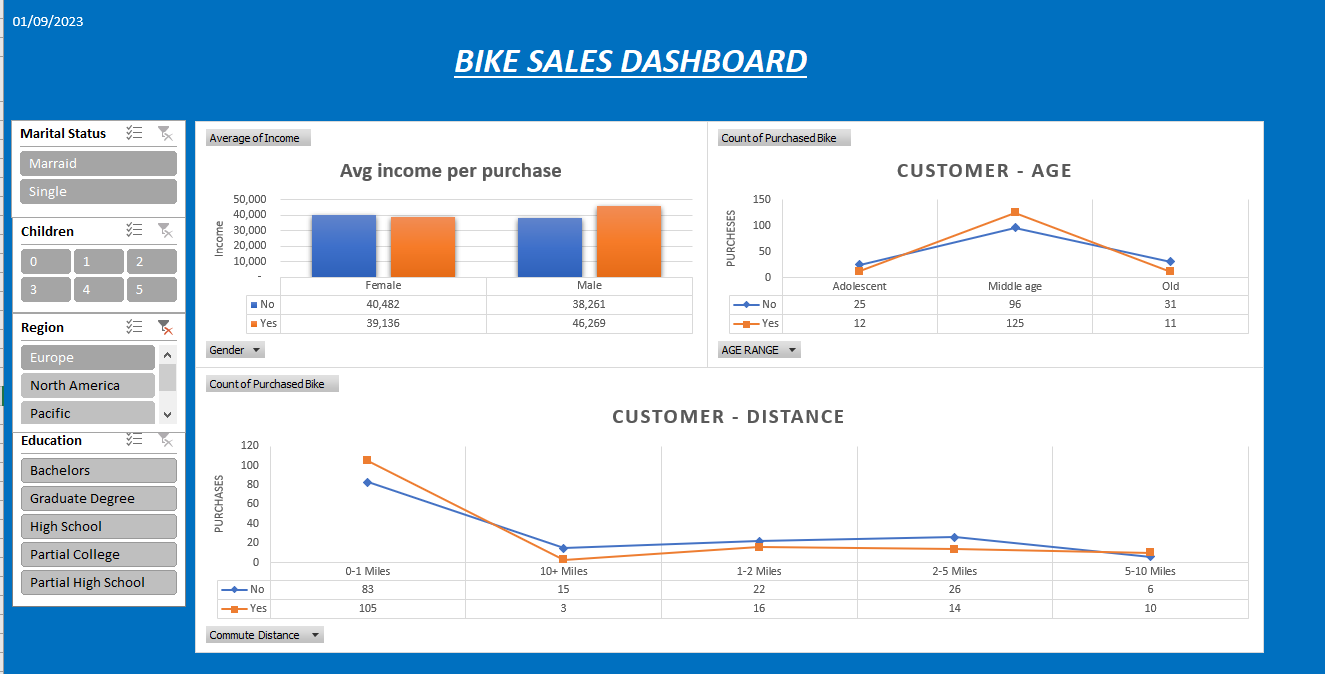 01/09/2023
BIKE SALES DASHBOARD
Marital Status
Marraid
Single
Children
0 1 2
3 4 5
Region
Europe
North America
Pacific
Education
Bachelors
Graduate Degree
High School
Partial College
Partial High School
Average of Income
Avg income per purchase
Income
50,000
40,000
30,000
20,000
10,000
-
Female Male
No 40,482 38,261
Yes 39,136 46,269
Gender
Count of Purchased Bike
CUSTOMER - AGE
PURCHESES
150
100
50
0
Adolescent Middle age Old
No 25 96 31
Yes 12 125 11
AGE RANGE
Count of Purchased Bike
CUSTOMER - DISTANCE
PURCHASES
120
100
80
60
40
20
0
0-1 Miles 10+ Miles 1-2 Miles 2-5 Miles 5-10 Miles
No 83 15 22 26 6
Yes 105 3 16 14 10
Commute Distance